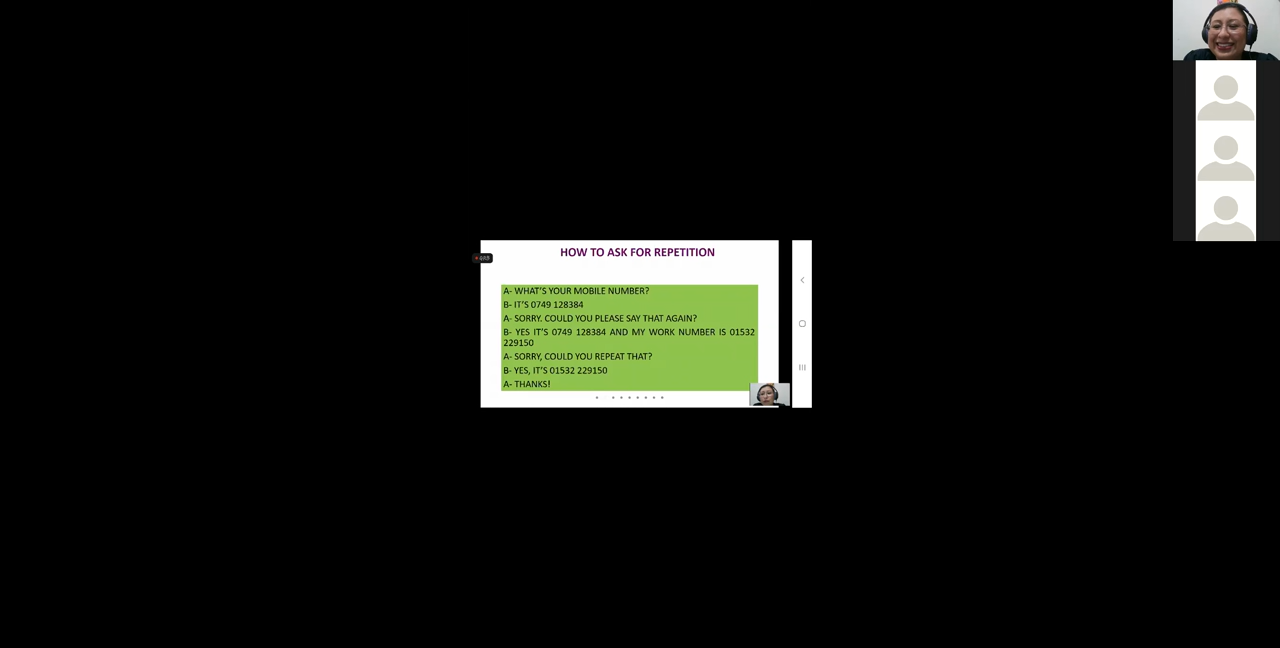 HOW TO ASK FOR REPETITION
A- WHAT'S YOUR MOBILE NUMBER?
B- IT'S 0749 128384
A- SORRY. COULD YOU PLEASE SAY THAT AGAIN?
B- YES IT'S 0749 128384 AND MY WORK NUMBER IS 01532
229150
A- SORRY, COULD YOU REPEAT THAT?
B- YES, IT'S 01532 229150
A- THANKS!